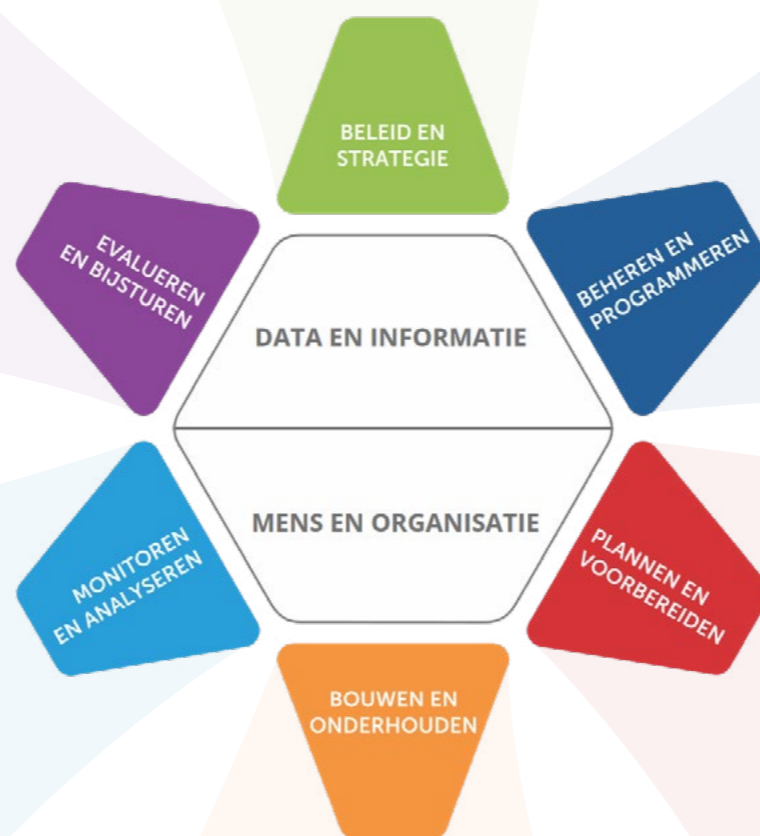 BELEID EN
STRATEGIE
BEHEREN EN
PROGRAMMEREN
PLANNEN EN
VOORBEREIDEN
BOUWEN EN
ONDERHOUDEN
MONITOREN
EN ANALYSEREN
EVALUEREN
EN BIJSTUREN
DATA EN INFORMATIE
MENS EN ORGANISATIE